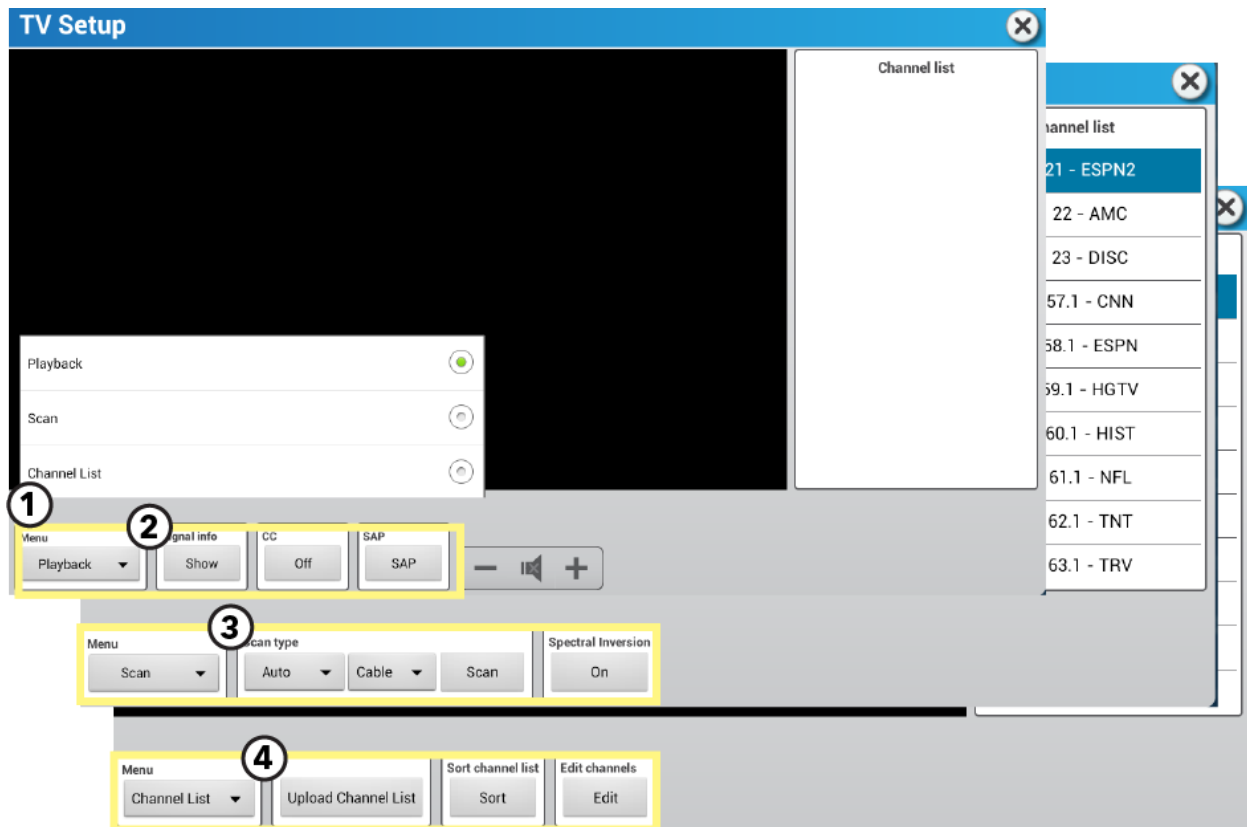 TV Setup
Channel list
Playback
Scan
Channel List
1
2
Menu
gnal info
CC
SAP
Playback
Show
Off
SAP
annel list
21 - ESPN2
22 - AMC
23 - DISC
57.1 - CNN
58.1 - ESPN
59.1 - HGTV
60.1 - HIST
61.1 - NFL
62.1 - TNT
63.1 - TRV
3
Menu
can type
Spectral Inversion
Scan
Auto
Cable
Scan
On
4
Menu
Sort channel list
Edit channels
Channel List
Upload Channel List
Sort
Edit